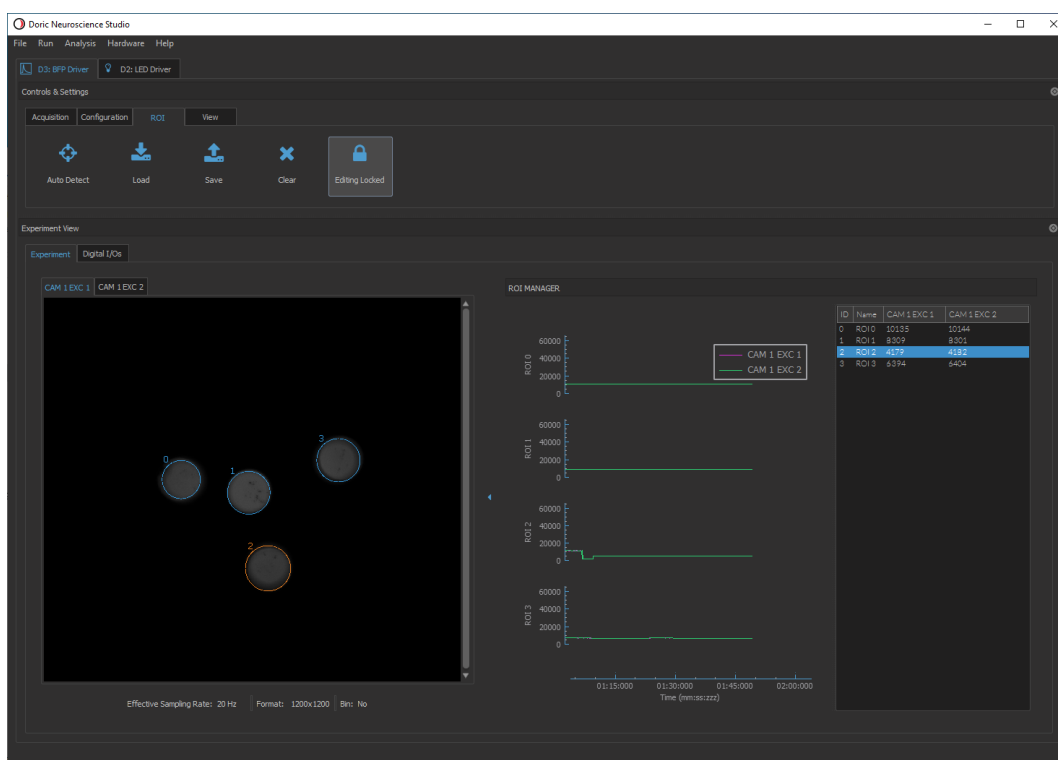 Doric Neuroscience Studio
File Run Analysis Hardware Help
D3: BFP Driver D2: LED Driver
Controls & Settings
Acquisition Configuration ROI View
Auto Detect Load Save Clear Editing Locked
Experiment View
Experiment Digital I/Os
CAM 1 EXC 1 CAM 1 EXC 2
0
1
2
3
Effective Sampling Rate: 20 Hz Format: 1200x1200 Bin: No
ROI MANAGER
CAM 1 EXC 1
CAM 1 EXC 2
ROI 0
60000
40000
20000
0
ROI 1
60000
40000
20000
0
ROI 2
60000
40000
20000
0
ROI 3
60000
40000
20000
0
01:15:000 01:30:000 01:45:000 02:00:000
Time (mm:ss:zzz)
ID Name CAM 1 EXC 1 CAM 1 EXC 2
0 ROI 0 10135 10144
1 ROI 1 8309 8301
2 ROI 2 4179 4182
3 ROI 3 6394 6404